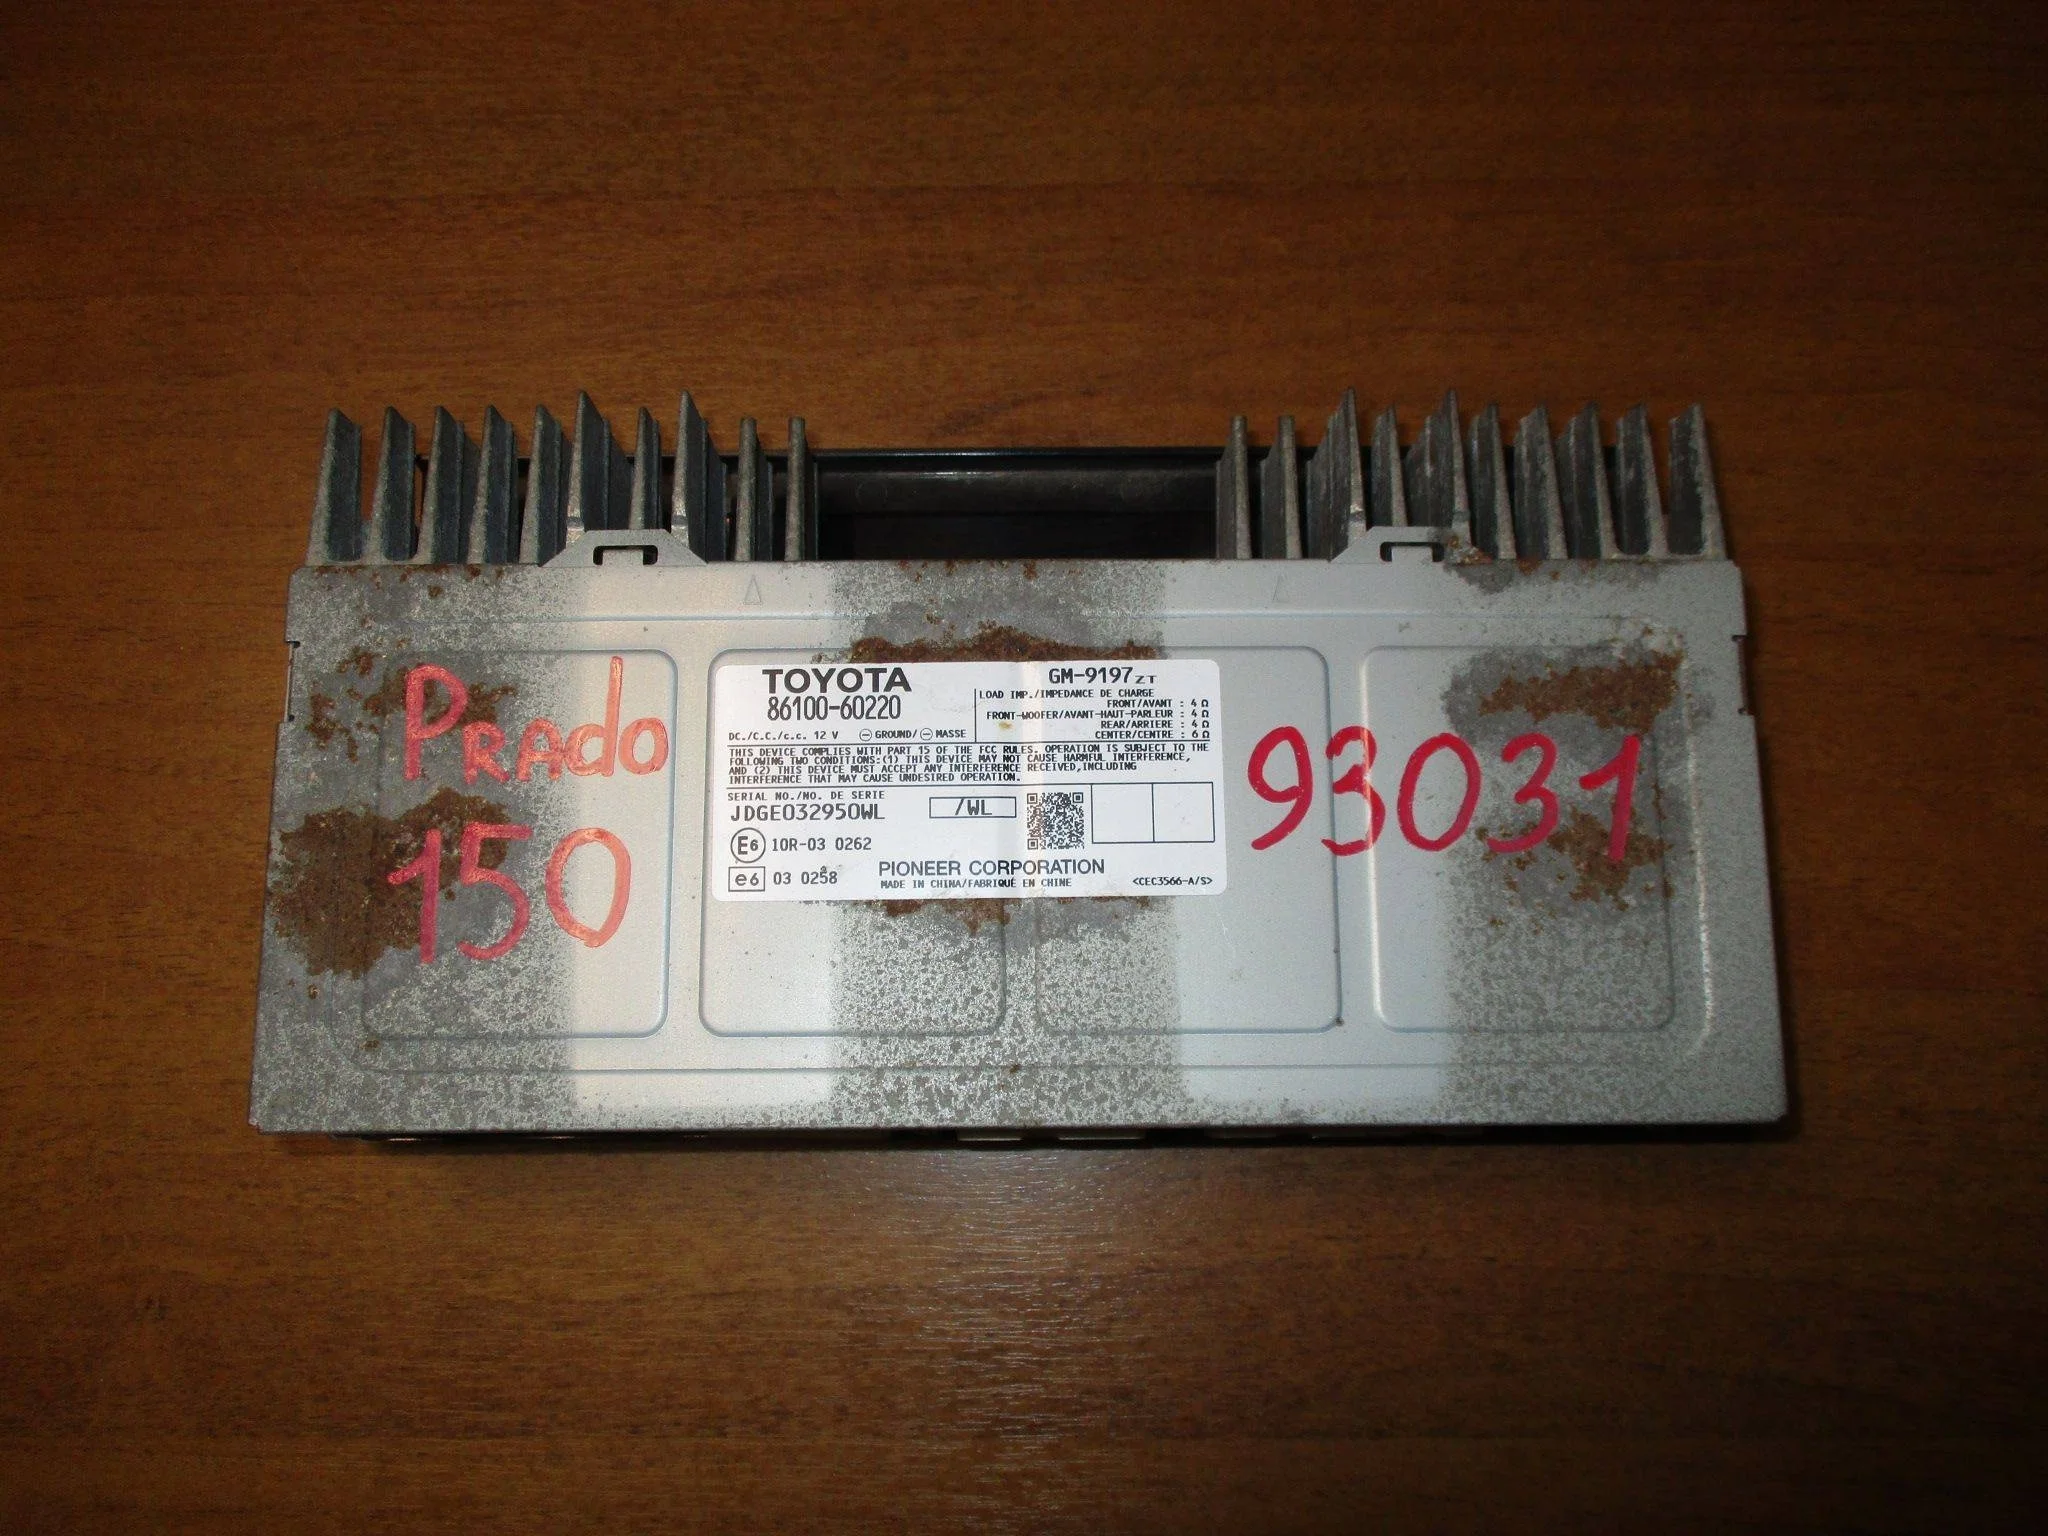 Prado
150
TOYOTA
86100-60220
DC./C.C./c.c. 12 V ⊖ GROUND/⊖ MASSE
GM-9197 ZT
LOAD IMP./IMPEDANCE DE CHARGE
FRONT/AVANT : 4 Ω
FRONT-WOOFER/AVANT-HAUT-PARLEUR : 4 Ω
REAR/ARRIERE : 4 Ω
CENTER/CENTRE : 6 Ω
THIS DEVICE COMPLIES WITH PART 15 OF THE FCC RULES. OPERATION IS SUBJECT TO THE
FOLLOWING TWO CONDITIONS:(1) THIS DEVICE MAY NOT CAUSE HARMFUL INTERFERENCE,
AND (2) THIS DEVICE MUST ACCEPT ANY INTERFERENCE RECEIVED,INCLUDING
INTERFERENCE THAT MAY CAUSE UNDESIRED OPERATION.
SERIAL NO./NO. DE SERIE
JDGE032950WL
/WL
E6 10R-03 0262
e6 03 0258
PIONEER CORPORATION
MADE IN CHINA/FABRIQUÉ EN CHINE
<CEC3566-A/S>
93031